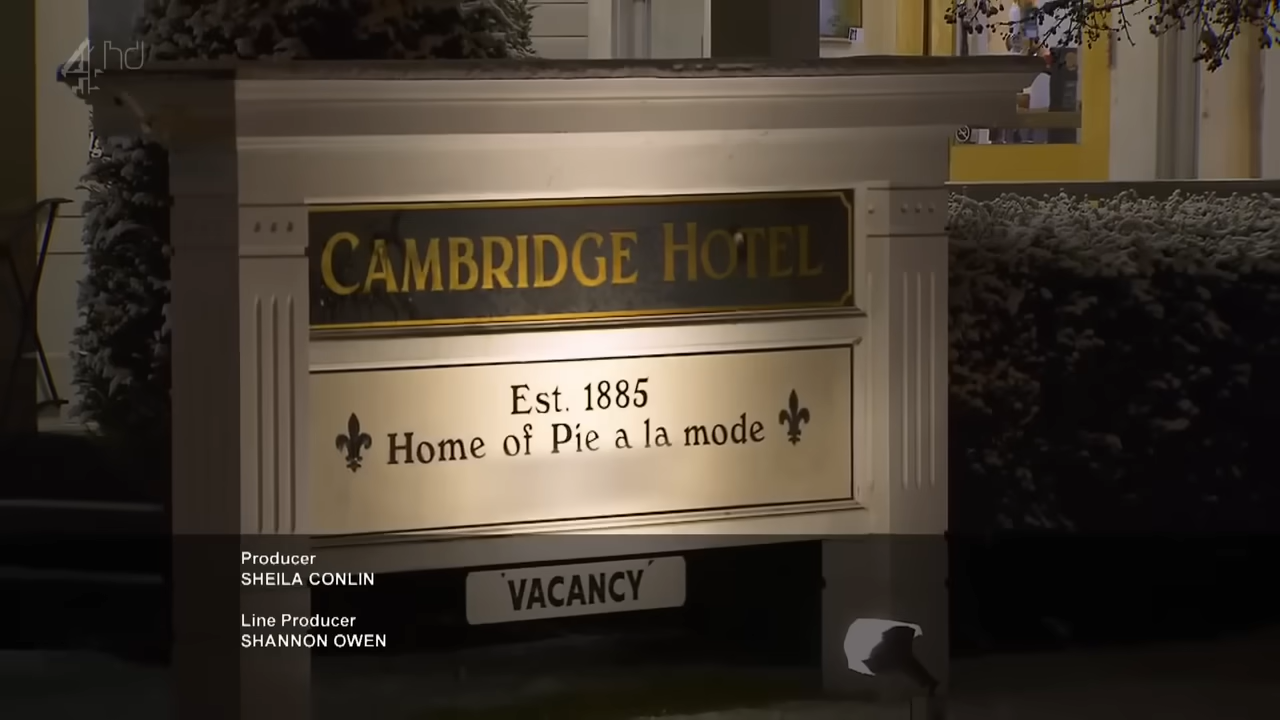 4hd
CAMBRIDGE HOTEL
Est. 1885
Home of Pie a la mode
VACANCY
Producer
SHEILA CONLIN
Line Producer
SHANNON OWEN